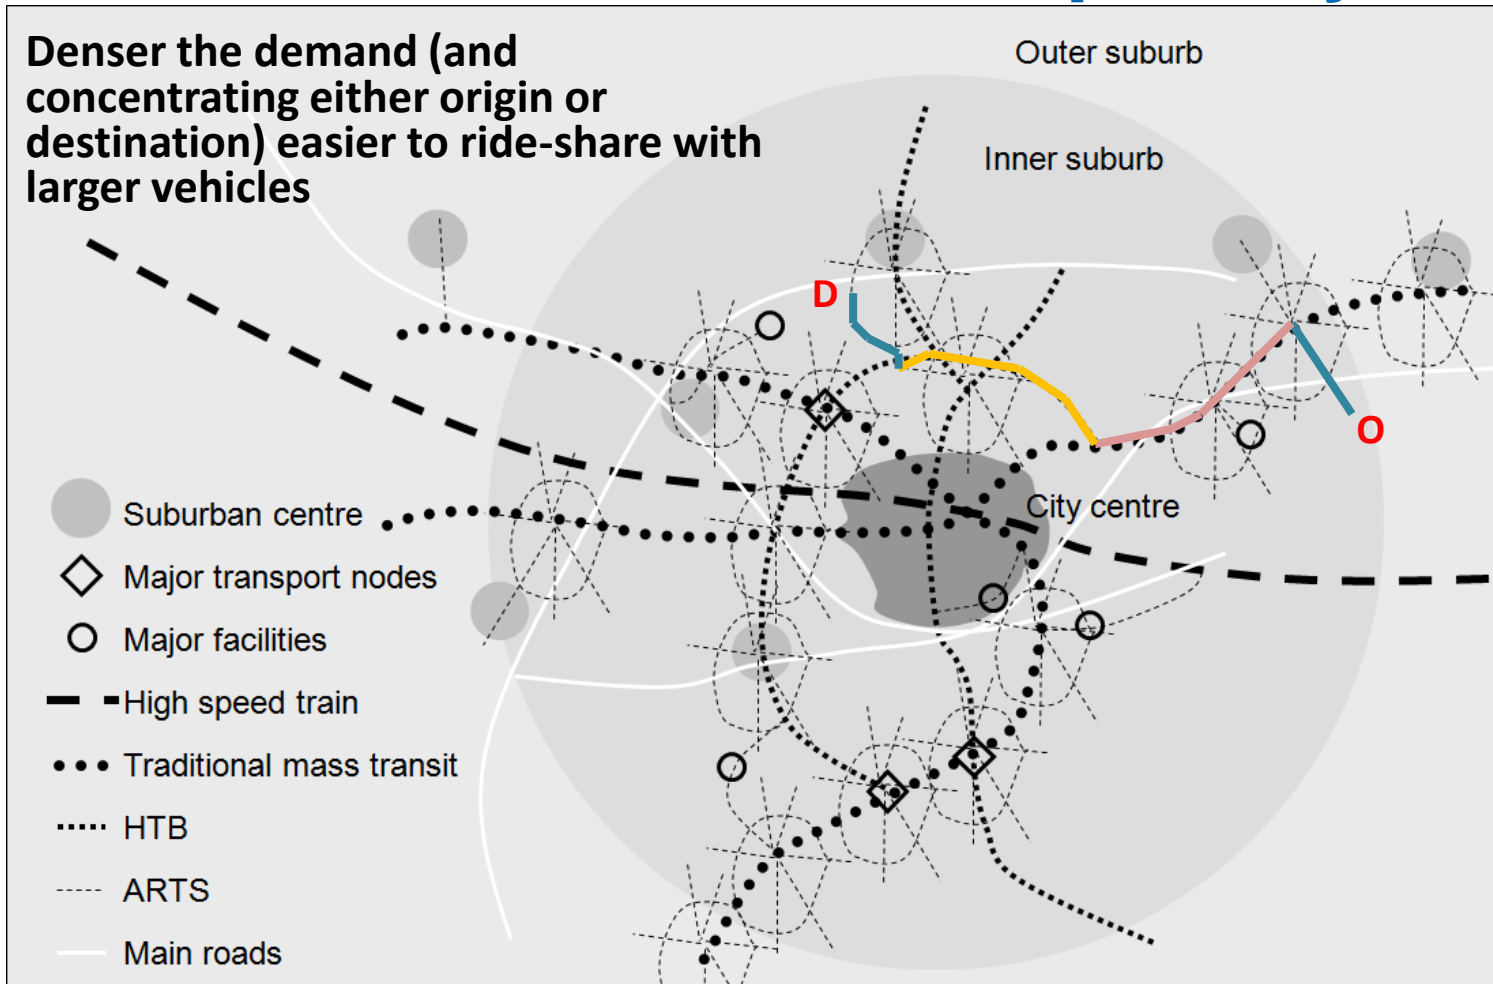 Denser the demand (and
concentrating either origin or
destination) easier to ride-share with
larger vehicles
Outer suburb
Inner suburb
D
O
City centre
Suburban centre
Major transport nodes
Major facilities
High speed train
Traditional mass transit
HTB
ARTS
Main roads